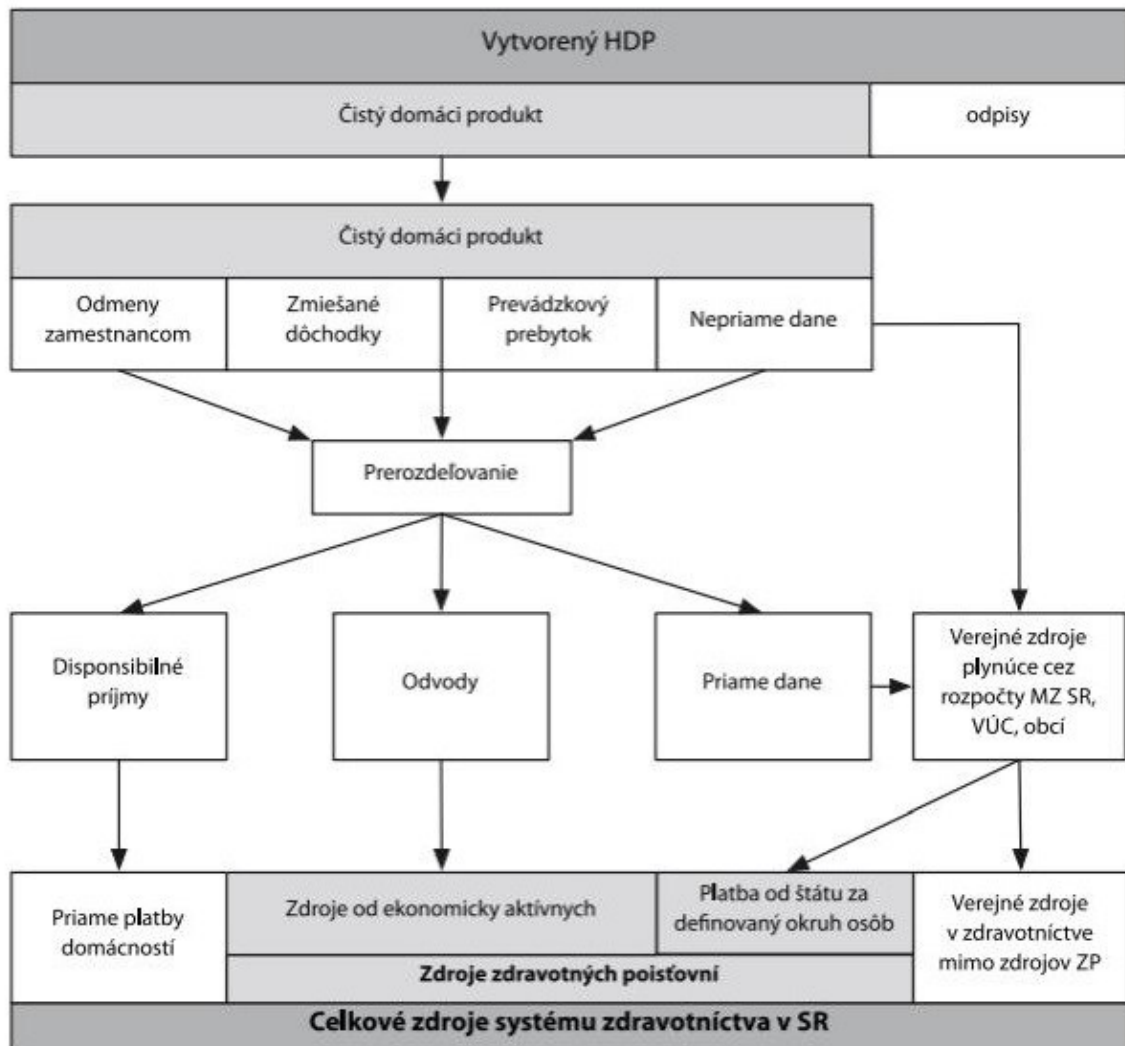 Vytvorený HDP
Čistý domáci produkt
odpisy
Čistý domáci produkt
Odmeny
zamestnancom
Zmiešané
dôchodky
Prevádzkový
prebytok
Nepriame dane
Prerozdeľovanie
Disponsibilné
príjmy
Odvody
Priame dane
Verejné zdroje
plynúce cez
rozpočty MZ SR,
VÚC, obcí
Priame platby
domácností
Zdroje od ekonomicky aktívnych
Platba od štátu za
definovaný okruh osôb
Verejné zdroje
v zdravotníctve
mimo zdrojov ZP
Zdroje zdravotných poisťovní
Celkové zdroje systému zdravotníctva v SR